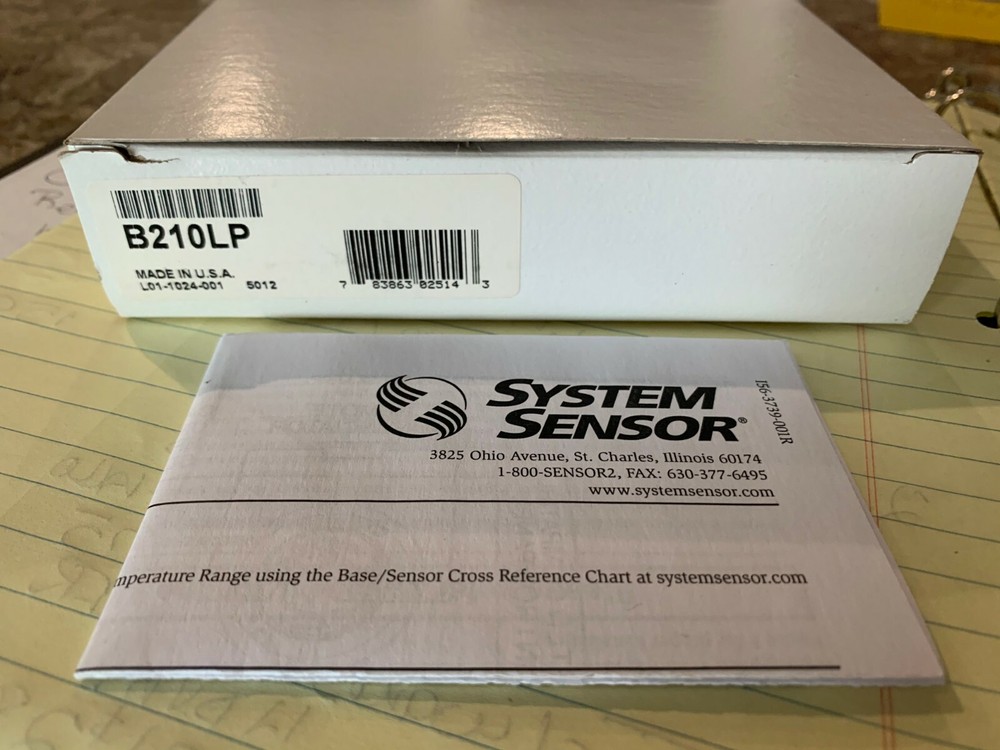 B210LP
MADE IN U.S.A.
L01-1024-001 5012
7 83863 02514 3
SYSTEM
SENSOR®
3825 Ohio Avenue, St. Charles, Illinois 60174
1-800-SENSOR2, FAX: 630-377-6495
www.systemsensor.com
I56-3739-001R
mperature Range using the Base/Sensor Cross Reference Chart at systemsensor.com